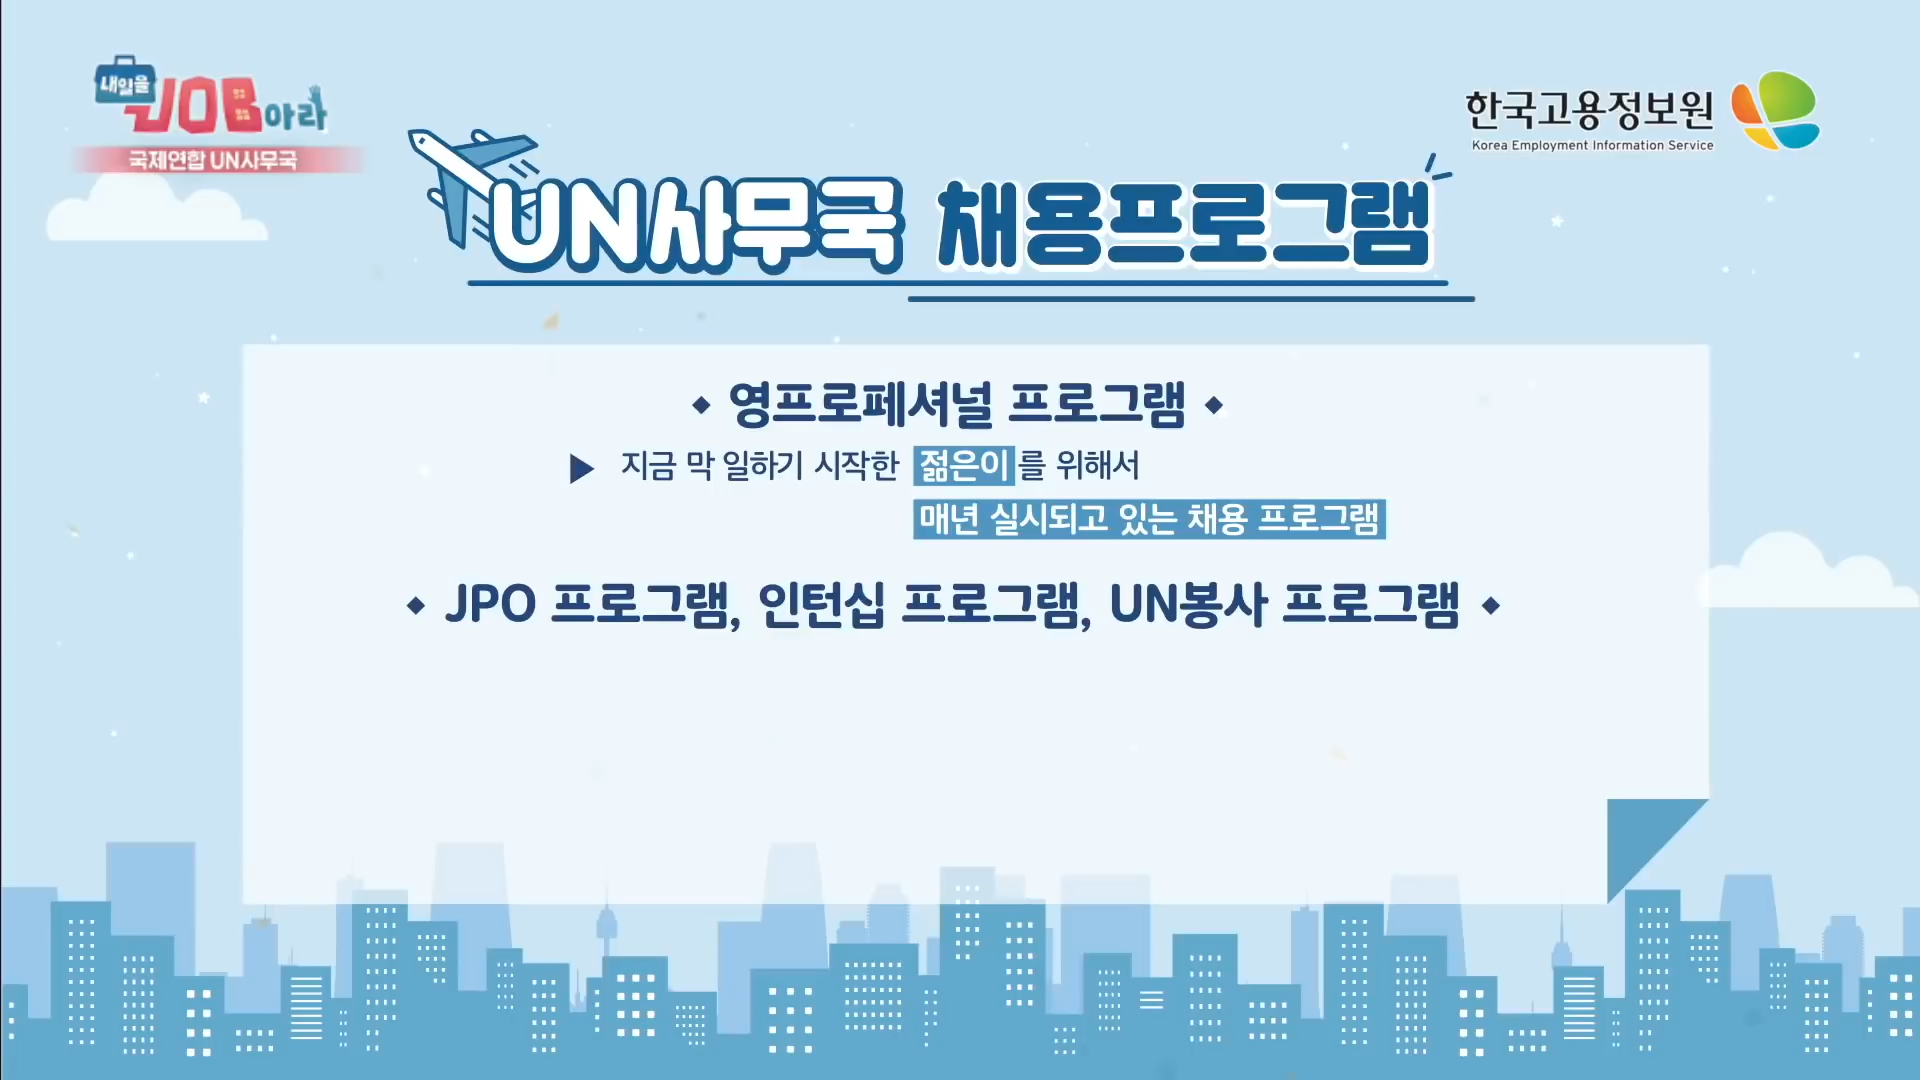 내일을 JOB아라
국제연합 UN사무국
한국고용정보원
Korea Employment Information Service
UN사무국 채용프로그램
◆ 영프로페셔널 프로그램 ◆
▶ 지금 막 일하기 시작한 젊은이를 위해서
매년 실시되고 있는 채용 프로그램
◆ JPO 프로그램, 인턴십 프로그램, UN봉사 프로그램 ◆